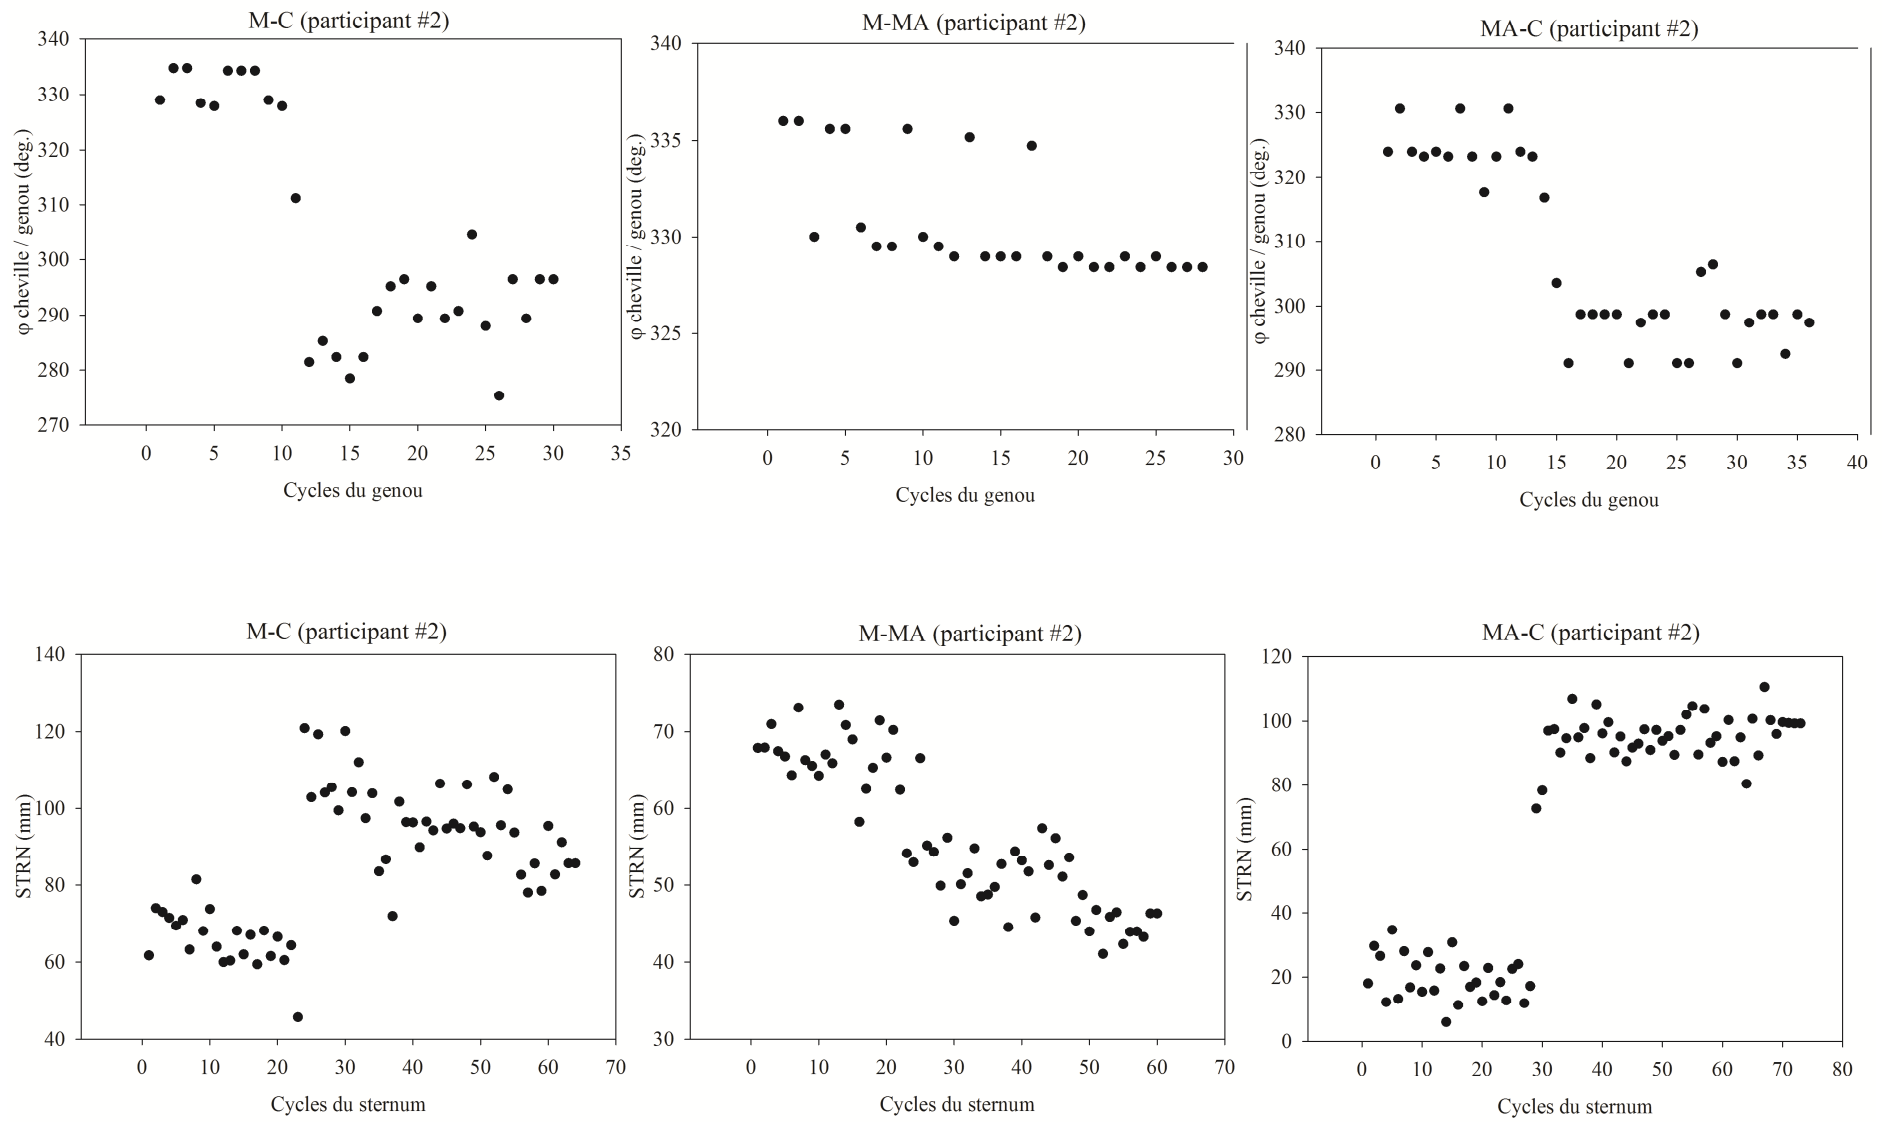 M-C (participant #2)
340
330
320
310
300
290
280
270
φ cheville / genou (deg.)
0 5 10 15 20 25 30 35
Cycles du genou
M-MA (participant #2)
340
335
330
325
320
φ cheville / genou (deg.)
0 5 10 15 20 25 30
Cycles du genou
MA-C (participant #2)
340
330
320
310
300
290
280
φ cheville / genou (deg.)
0 5 10 15 20 25 30 35 40
Cycles du genou
M-C (participant #2)
140
120
100
80
60
40
STRN (mm)
0 10 20 30 40 50 60 70
Cycles du sternum
M-MA (participant #2)
80
70
60
50
40
30
STRN (mm)
0 10 20 30 40 50 60 70
Cycles du sternum
MA-C (participant #2)
120
100
80
60
40
20
0
STRN (mm)
0 10 20 30 40 50 60 70 80
Cycles du sternum